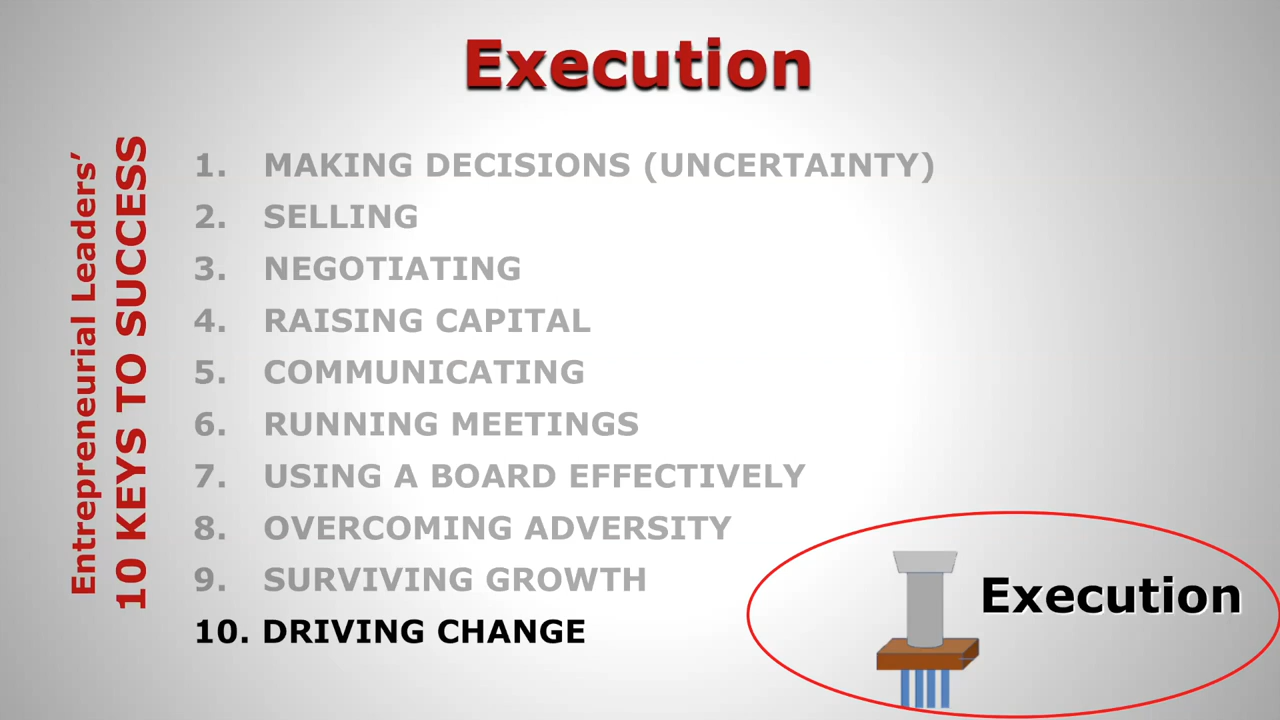 Execution
Entrepreneurial Leaders’
10 KEYS TO SUCCESS
1. MAKING DECISIONS (UNCERTAINTY)
2. SELLING
3. NEGOTIATING
4. RAISING CAPITAL
5. COMMUNICATING
6. RUNNING MEETINGS
7. USING A BOARD EFFECTIVELY
8. OVERCOMING ADVERSITY
9. SURVIVING GROWTH
10. DRIVING CHANGE
Execution